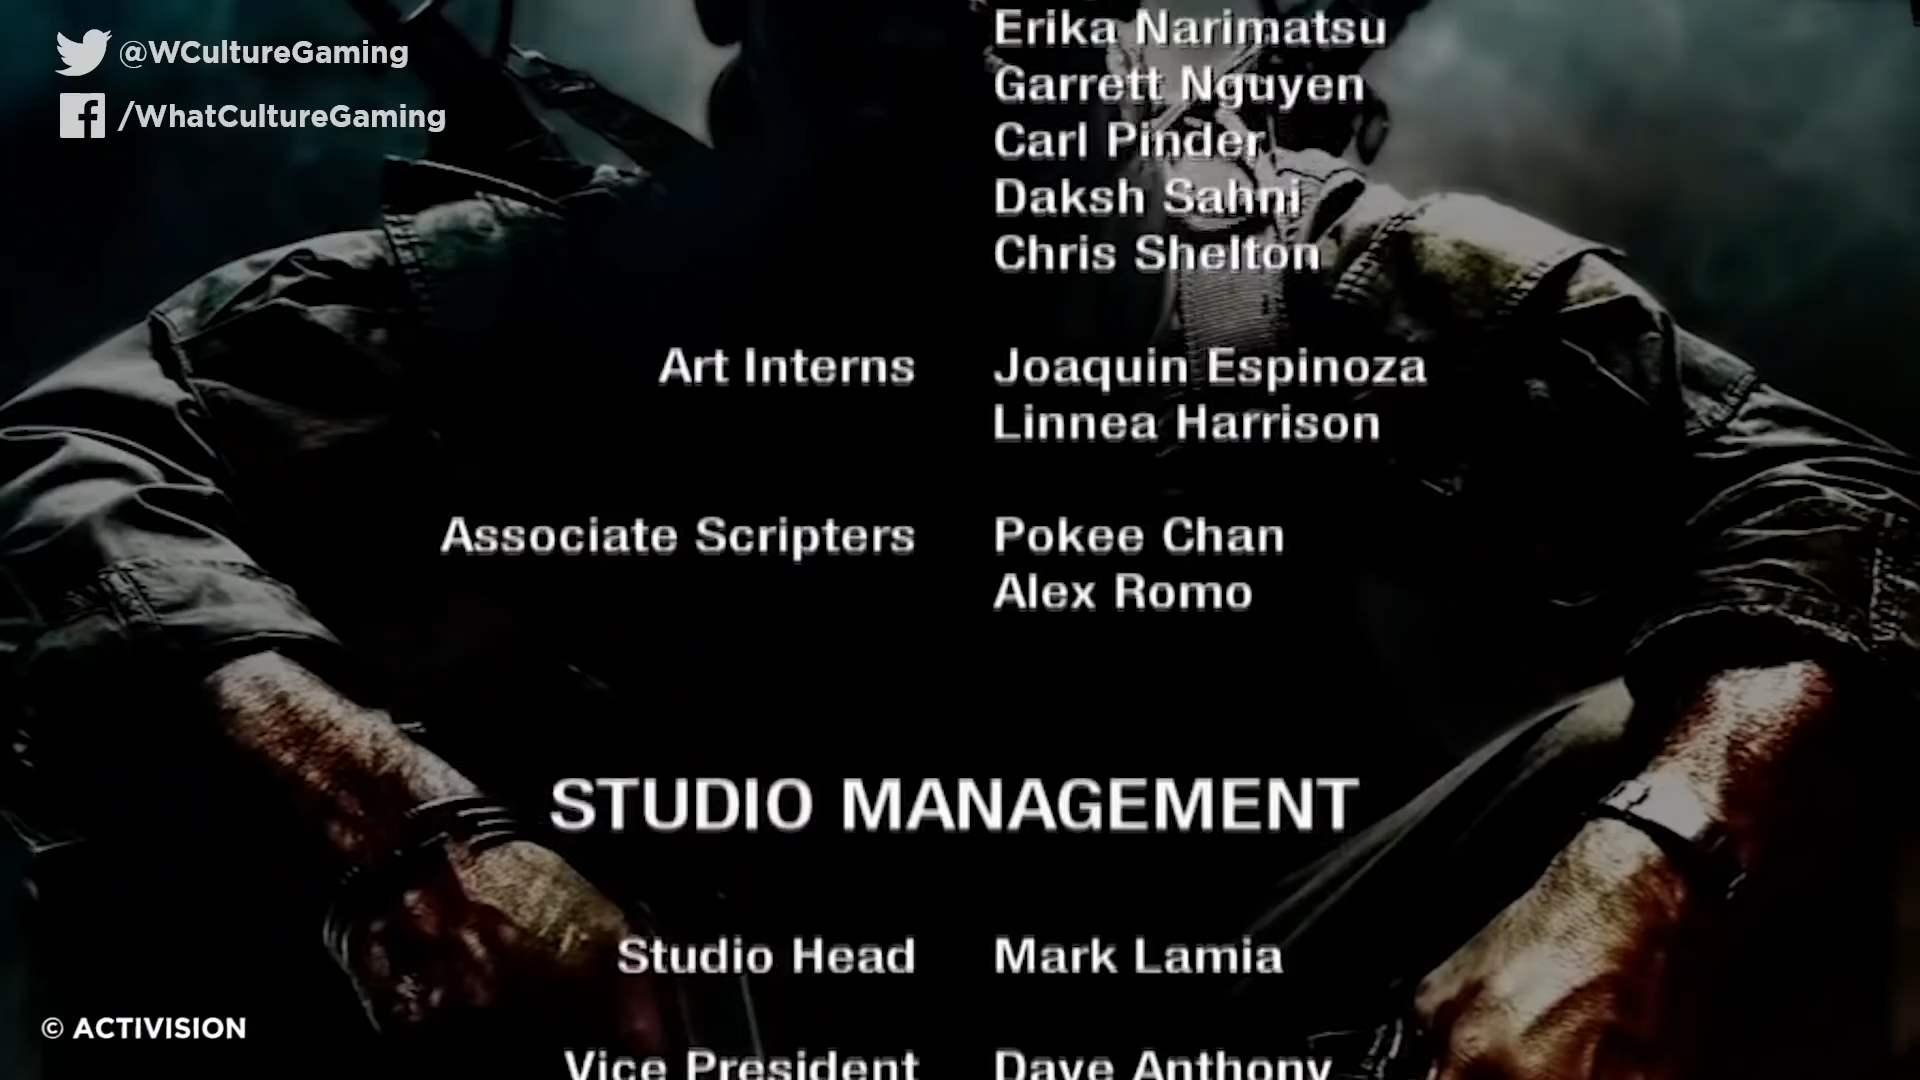 @WCultureGaming
/WhatCultureGaming
Erika Narimatsu
Garrett Nguyen
Carl Pinder
Daksh Sahni
Chris Shelton
Art Interns Joaquin Espinoza
Linnea Harrison
Associate Scripters Pokee Chan
Alex Romo
STUDIO MANAGEMENT
Studio Head Mark Lamia
Vice President Dave Anthony
© ACTIVISION